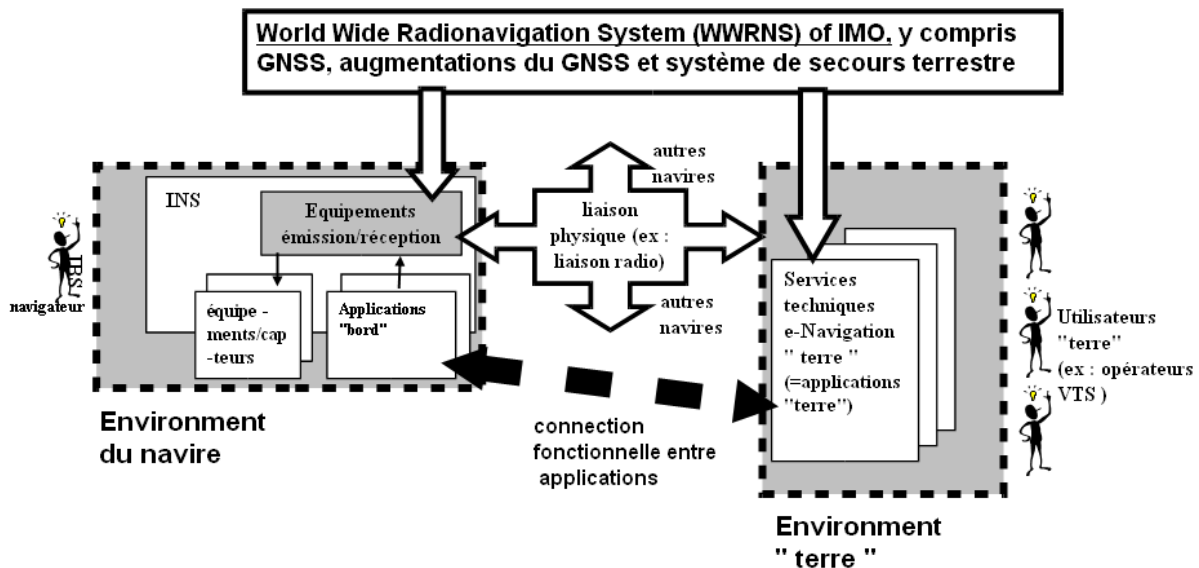 World Wide Radionavigation System (WWRNS) of IMO, y compris
GNSS, augmentations du GNSS et système de secours terrestre
autres
navires
INS
Equipements
émission/réception
liaison
physique (ex :
liaison radio)
IBS
navigateur
équipe -
ments/cap
-teurs
Applications
"bord"
autres
navires
Services
techniques
e-Navigation
" terre "
(=applications
"terre")
Utilisateurs
"terre"
(ex : opérateurs
VTS )
Environment
du navire
connection
fonctionnelle entre
applications
Environment
" terre "